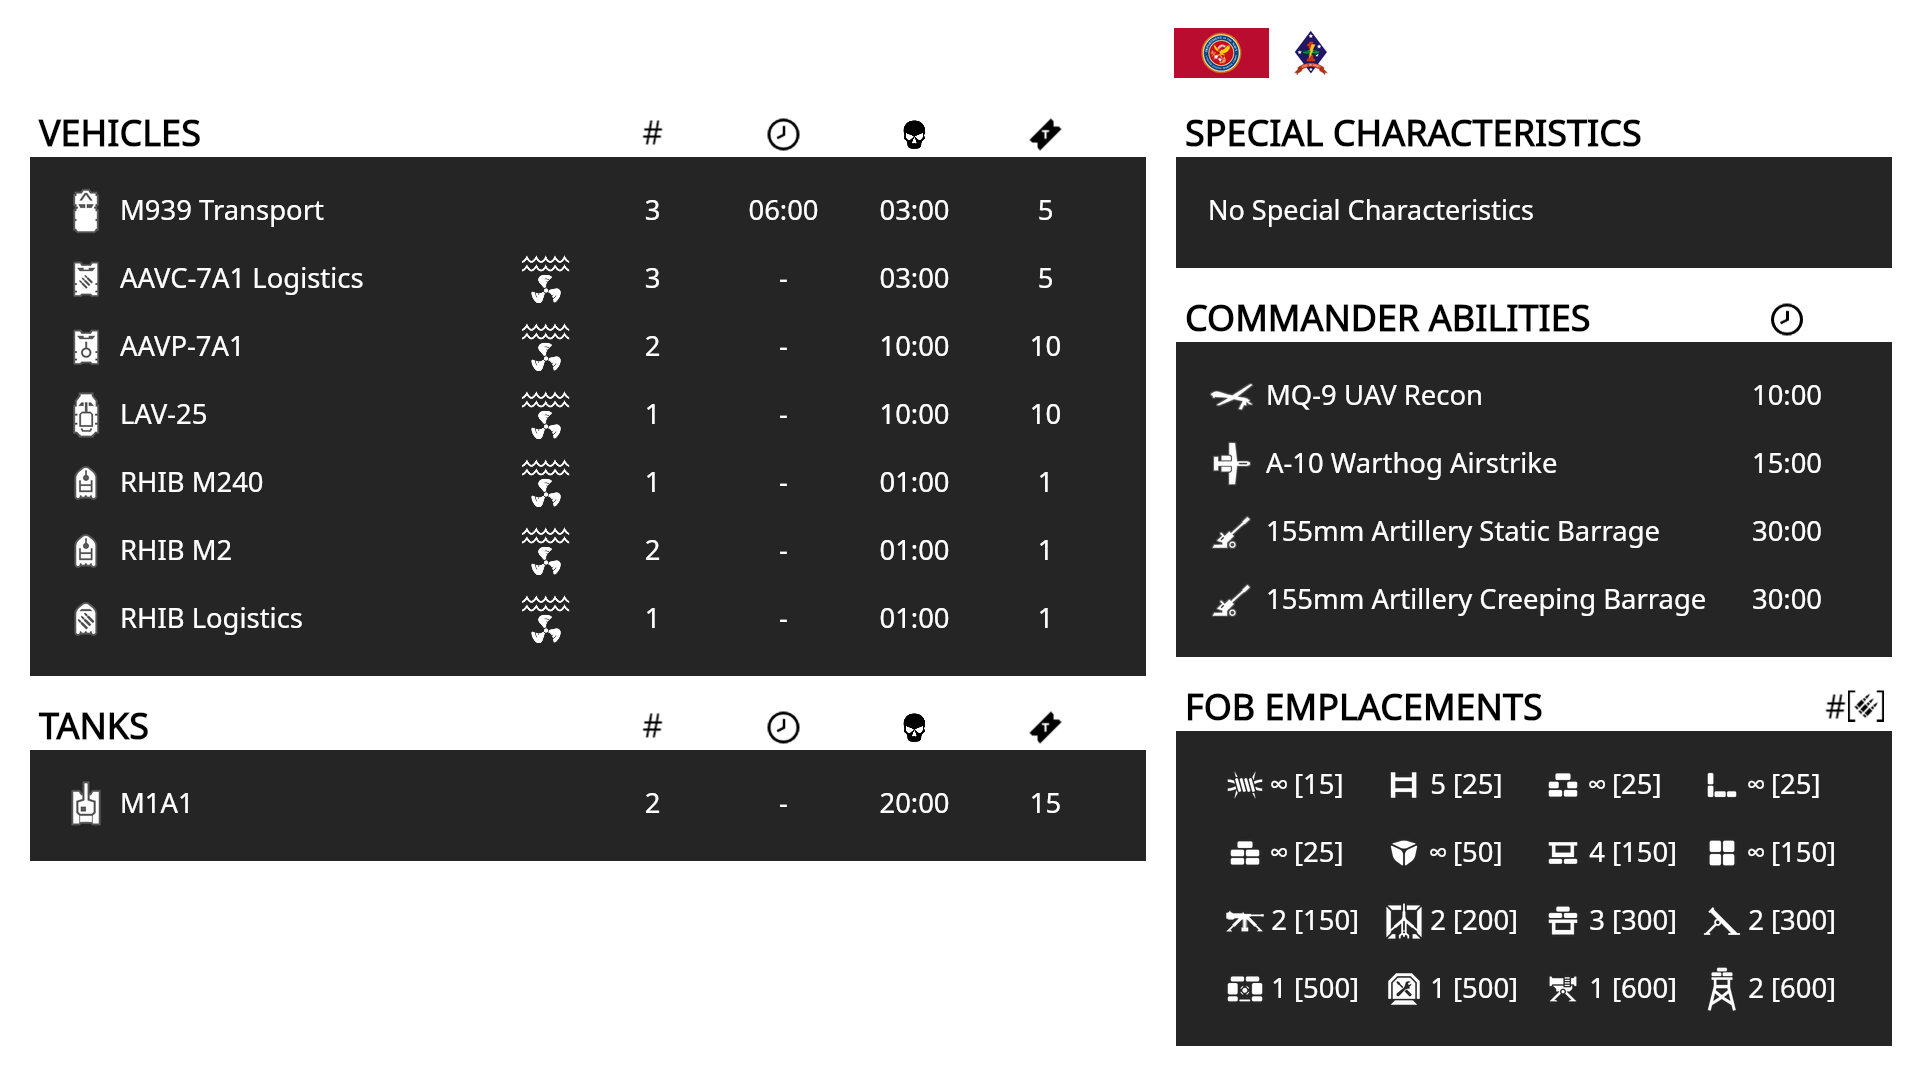 VEHICLES #
M939 Transport 3 06:00 03:00 5
AAVC-7A1 Logistics 3 - 03:00 5
AAVP-7A1 2 - 10:00 10
LAV-25 1 - 10:00 10
RHIB M240 1 - 01:00 1
RHIB M2 2 - 01:00 1
RHIB Logistics 1 - 01:00 1
TANKS #
M1A1 2 - 20:00 15
SPECIAL CHARACTERISTICS
No Special Characteristics
COMMANDER ABILITIES
MQ-9 UAV Recon 10:00
A-10 Warthog Airstrike 15:00
155mm Artillery Static Barrage 30:00
155mm Artillery Creeping Barrage 30:00
FOB EMPLACEMENTS #[]
∞ [15] 5 [25] ∞ [25] ∞ [25]
∞ [25] ∞ [50] 4 [150] ∞ [150]
2 [150] 2 [200] 3 [300] 2 [300]
1 [500] 1 [500] 1 [600] 2 [600]